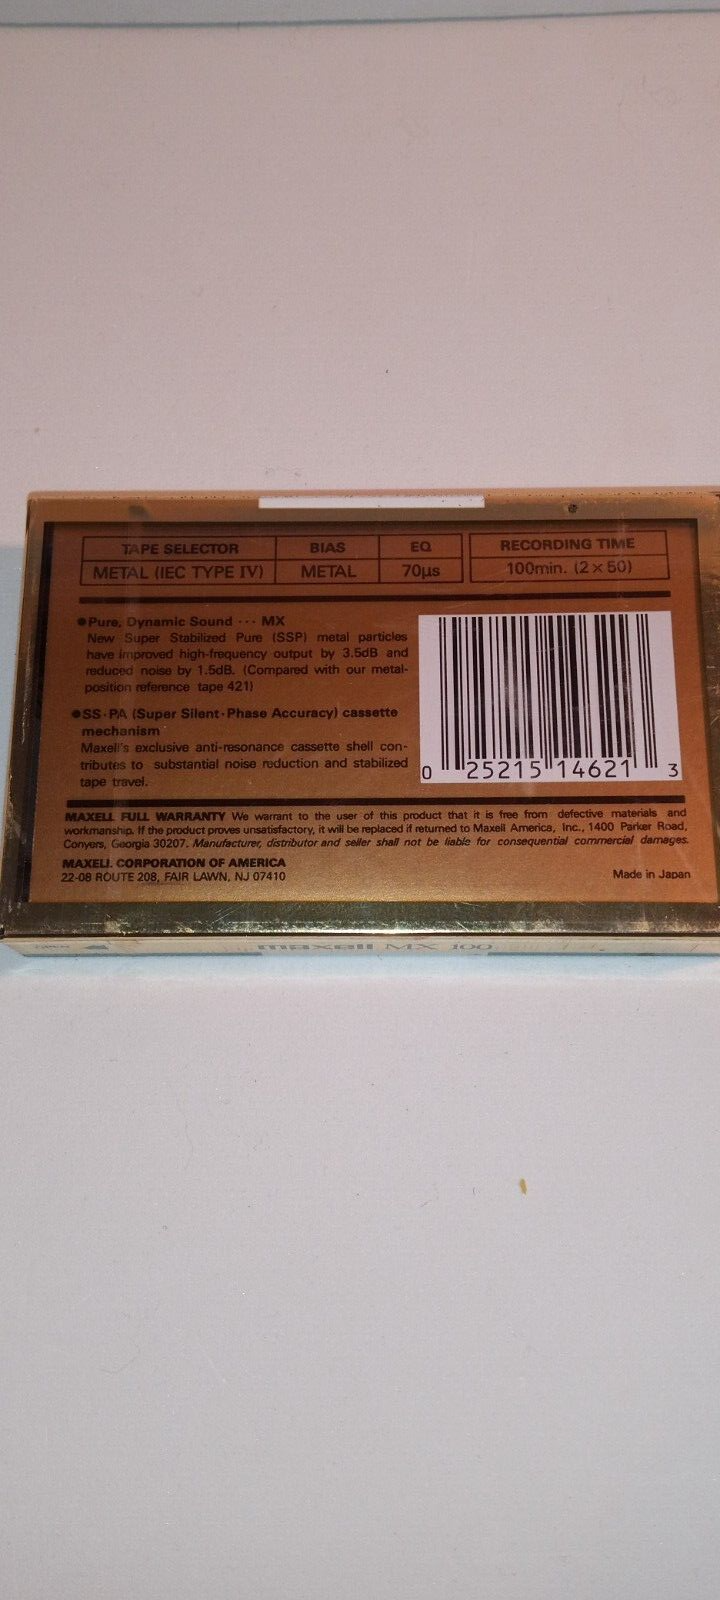 TAPE SELECTOR BIAS EQ RECORDING TIME
METAL (IEC TYPE IV) METAL 70µs 100min. (2×50)
●Pure, Dynamic Sound ··· MX
New Super Stabilized Pure (SSP) metal particles
have improved high-frequency output by 3.5dB and
reduced noise by 1.5dB. (Compared with our metal-
position reference tape 421)
●SS·PA (Super Silent·Phase Accuracy) cassette
mechanism
Maxell's exclusive anti-resonance cassette shell con-
tributes to substantial noise reduction and stabilized
tape travel.
0 25215 14621 3
MAXELL FULL WARRANTY We warrant to the user of this product that it is free from defective materials and
workmanship. If the product proves unsatisfactory, it will be replaced if returned to Maxell America, Inc., 1400 Parker Road,
Conyers, Georgia 30207. Manufacturer, distributor and seller shall not be liable for consequential commercial damages.
MAXELL CORPORATION OF AMERICA
22-08 ROUTE 208, FAIR LAWN, NJ 07410
Made in Japan
maxell MX 100